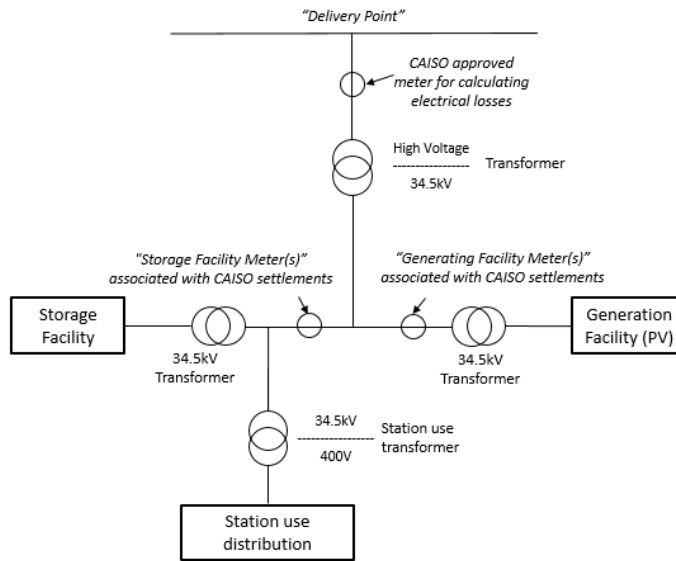 “Delivery Point”
CAISO approved
meter for calculating
electrical losses
High Voltage
34.5kV
Transformer
"Storage Facility Meter(s)”
associated with CAISO settlements
“Generating Facility Meter(s)”
associated with CAISO settlements
Storage
Facility
34.5kV
Transformer
34.5kV
Transformer
Generation
Facility (PV)
34.5kV
400V
Station use
transformer
Station use
distribution